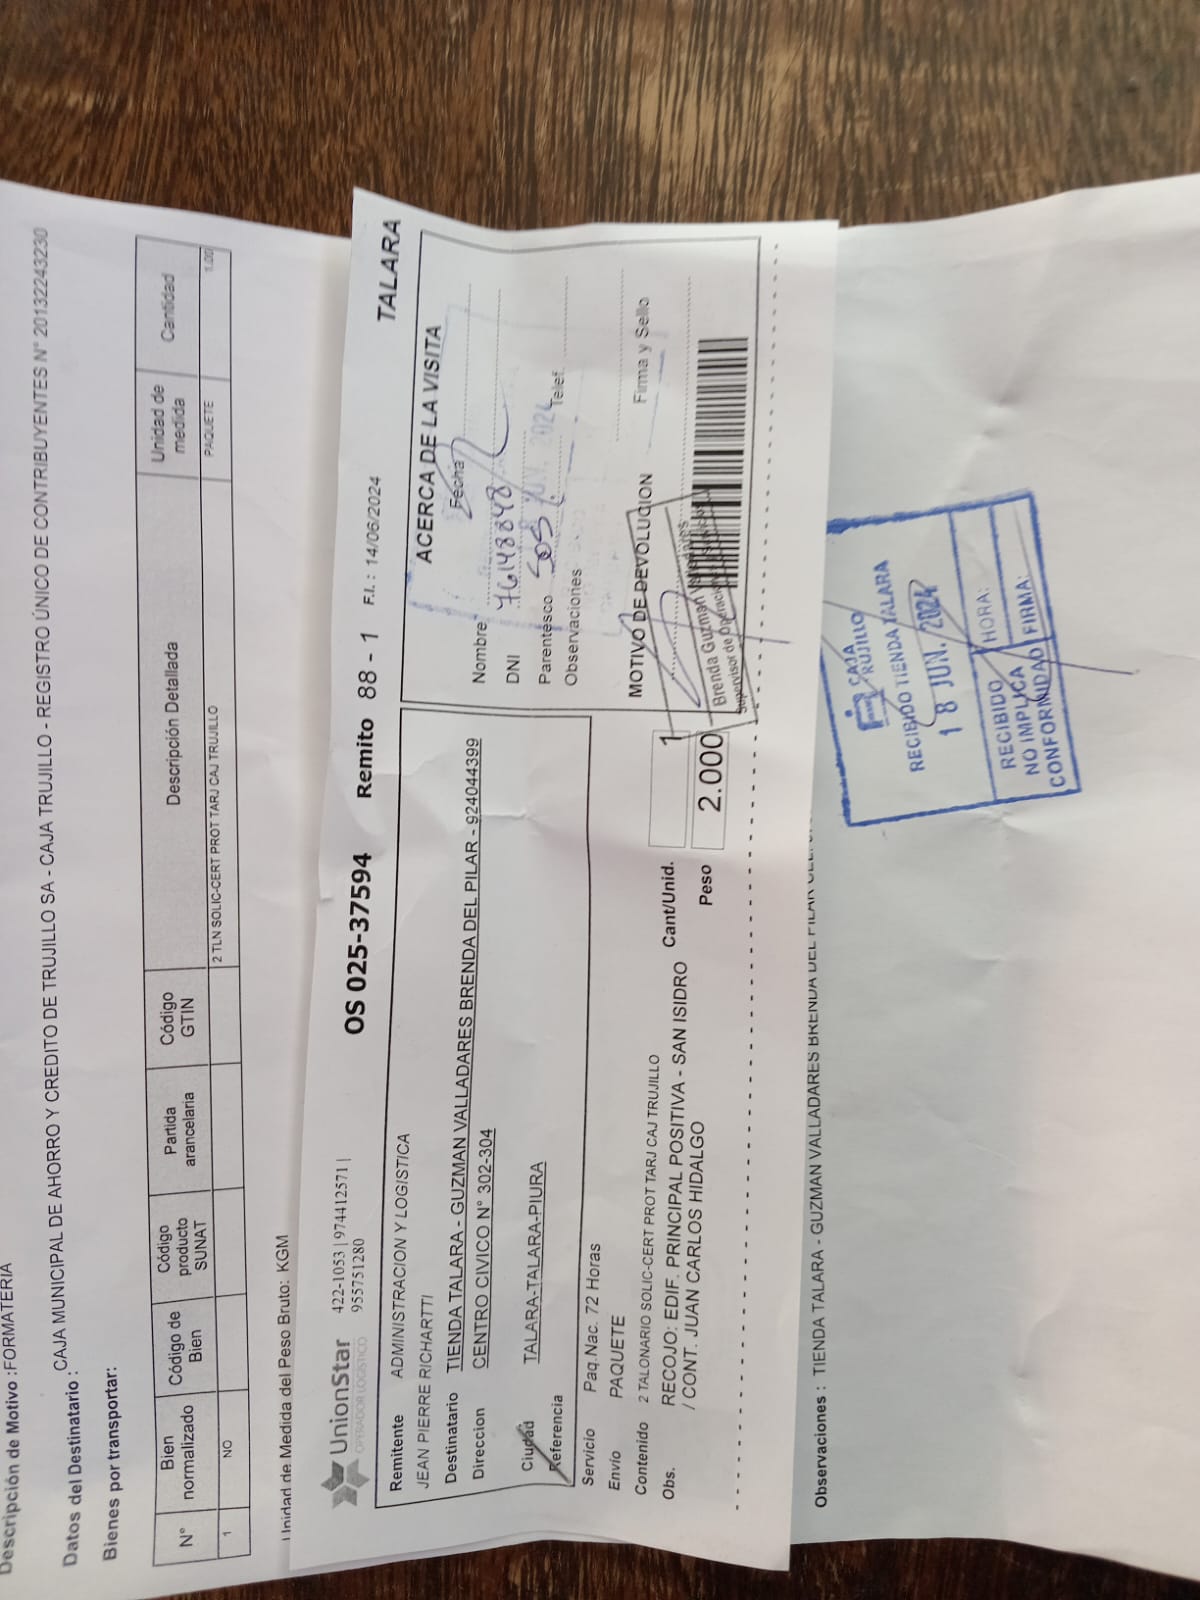 Descripción de Motivo :FORMATERIA
Datos del Destinatario : CAJA MUNICIPAL DE AHORRO Y CREDITO DE TRUJILLO SA - CAJA TRUJILLO - REGISTRO ÚNICO DE CONTRIBUYENTES N° 20132243230
Bienes por transportar:
N° Bien normalizado Código de Bien Código producto SUNAT Partida arancelaria Código GTIN Descripción Detallada Unidad de medida Cantidad
1 NO 2 TLN SOLIC-CERT PROT TARJ CAJ TRUJILLO PAQUETE 1.00
Unidad de Medida del Peso Bruto: KGM
UnionStar
OPERADOR LOGÍSTICO
422-1053 | 974412571 |
955751280
OS 025-37594 Remito 88 - 1 F.I. : 14/06/2024 TALARA
Remitente ADMINISTRACION Y LOGISTICA
JEAN PIERRE RICHARTTI
Destinatario TIENDA TALARA - GUZMAN VALLADARES BRENDA DEL PILAR - 924044399
Direccion CENTRO CIVICO N° 302-304
Ciudad TALARA-TALARA-PIURA
Referencia
Servicio Paq.Nac. 72 Horas
Envio PAQUETE
Contenido 2 TALONARIO SOLIC-CERT PROT TARJ CAJ TRUJILLO
Obs. RECOJO: EDIF. PRINCIPAL POSITIVA - SAN ISIDRO
/ CONT. JUAN CARLOS HIDALGO
Cant/Unid. 1
Peso 2.000
ACERCA DE LA VISITA
Nombre Fecha
DNI 76148848
Parentesco SOS
Observaciones Telef.
MOTIVO DE DEVOLUCION Firma y Sello
Brenda Guzman
Supervisor de
Observaciones : TIENDA TALARA - GUZMAN VALLADARES BRENDA DEL PILAR
CAJA
TRUJILLO
RECIBIDO TIENDA TALARA
18 JUN. 2024
RECIBIDO HORA:
NO IMPLICA
CONFORMIDAD FIRMA: